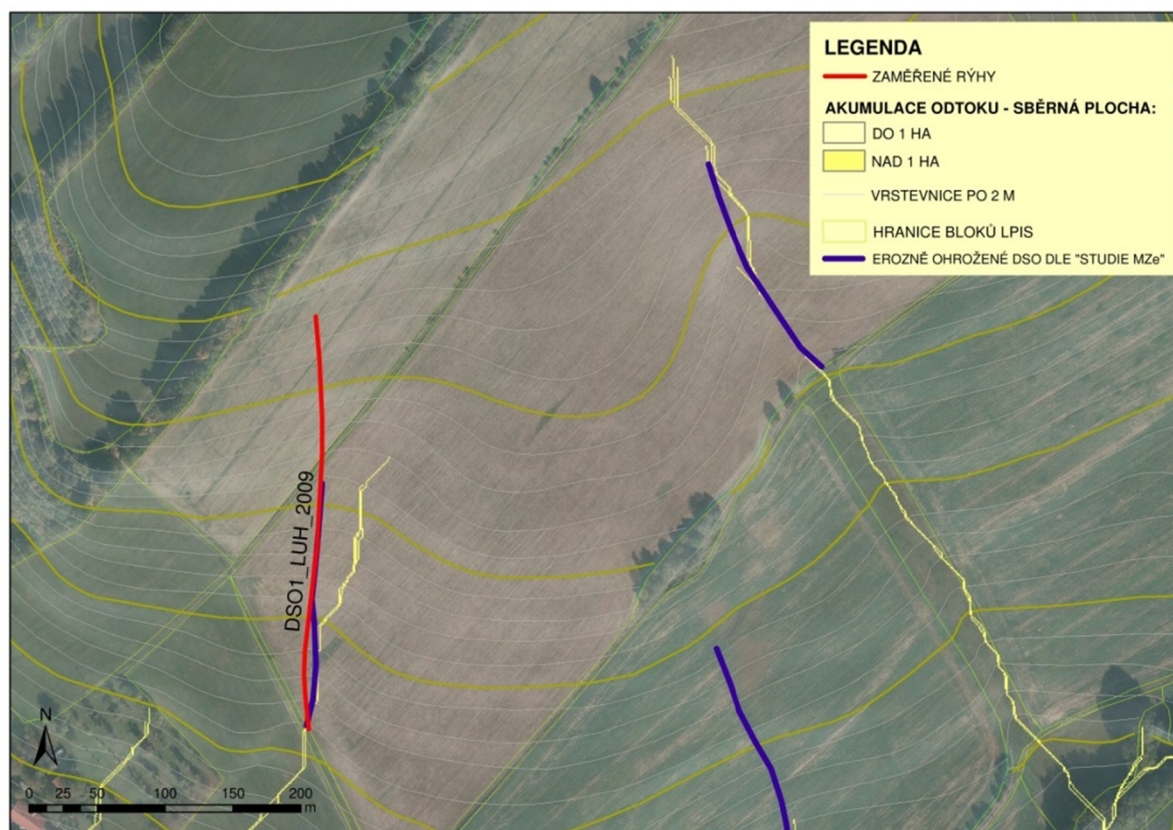 LEGENDA
ZAMĚŘENÉ RÝHY
AKUMULACE ODTOKU - SBĚRNÁ PLOCHA:
DO 1 HA
NAD 1 HA
VRSTEVNICE PO 2 M
HRANICE BLOKŮ LPIS
EROZNĚ OHROŽENÉ DSO DLE "STUDIE MZe"
DSO1_LUH_2009
N
0 25 50 100 150 200
m